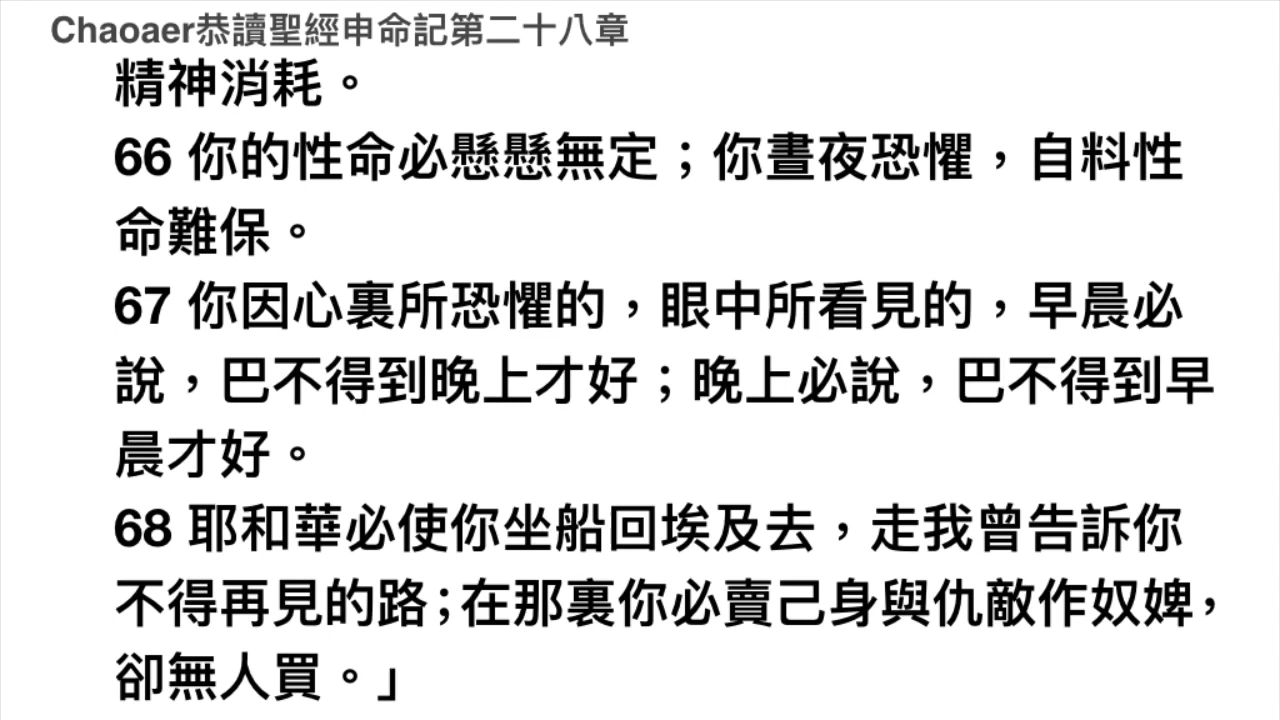 Chaoaer恭讀聖經申命記第二十八章
精神消耗。
66 你的性命必懸懸無定；你晝夜恐懼，自料性
命難保。
67 你因心裏所恐懼的，眼中所看見的，早晨必
說，巴不得到晚上才好；晚上必說，巴不得到早
晨才好。
68 耶和華必使你坐船回埃及去，走我曾告訴你
不得再見的路；在那裏你必賣己身與仇敵作奴婢，
卻無人買。」